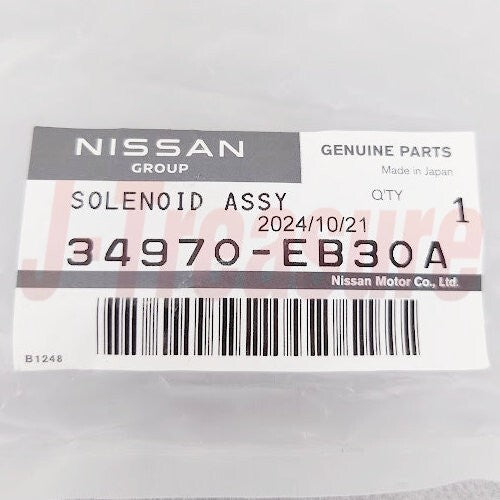 NISSAN
GROUP
GENUINE PARTS
Made in Japan
SOLENOID ASSY
Q'TY 1
2024/10/21
34970-EB30A
Nissan Motor Co., Ltd.
B1248
J-Treasure